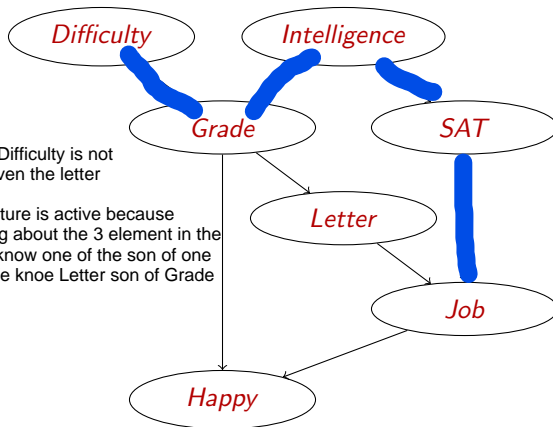 Difficulty
Intelligence
Grade
SAT
Difficulty is not
the letter
ture is active because
about the 3 element in the
know one of the son of one
knoe Letter son of Grade
Letter
Job
Happy